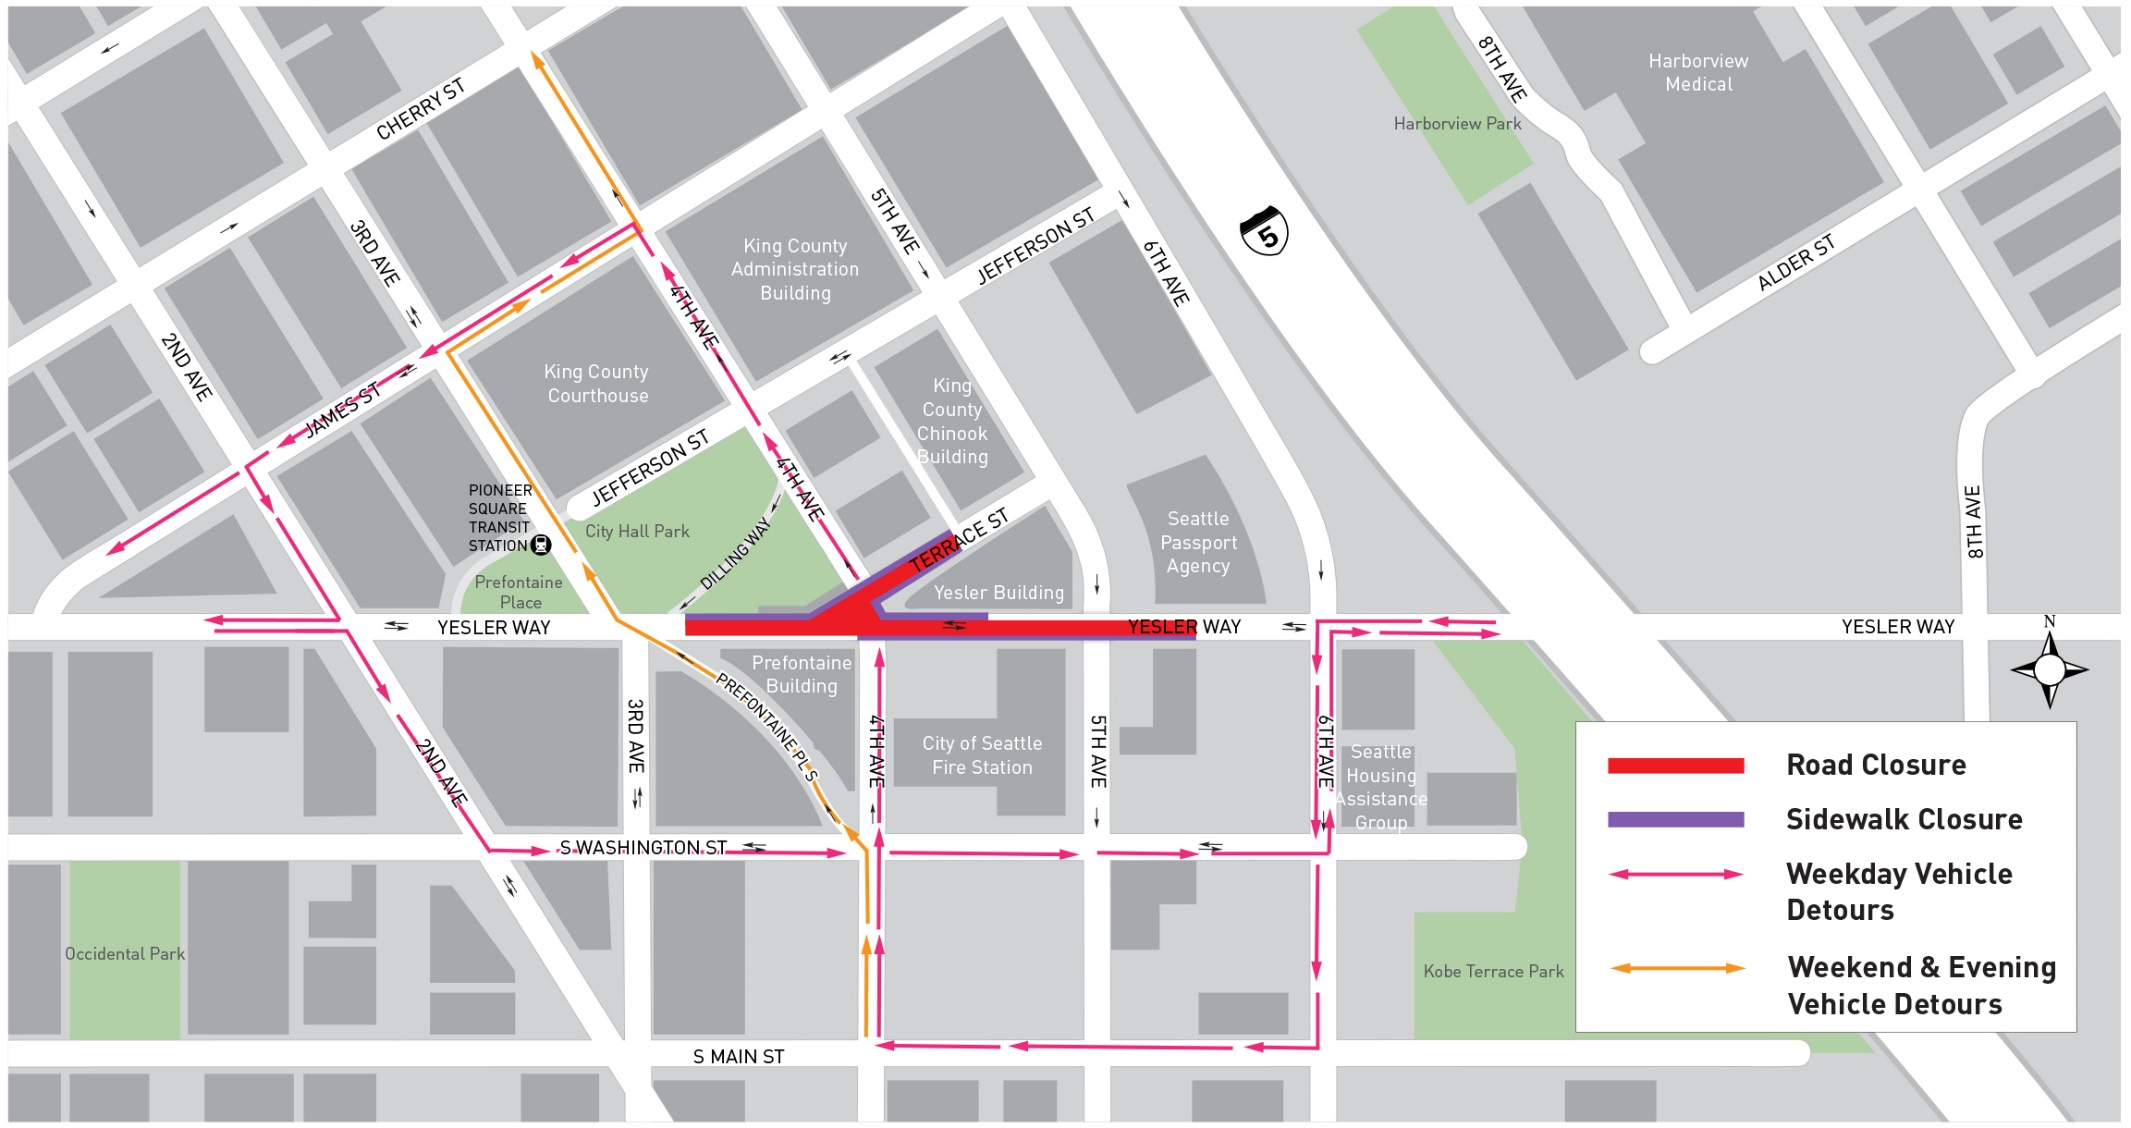 8TH AVE
Harborview
Medical
Harborview Park
CHERRY ST
3RD AVE
5TH AVE
JEFFERSON ST
6TH AVE
5
ALDER ST
King County
Administration
Building
4TH AVE
2ND AVE
JAMES ST
King County
Courthouse
King
County
Chinook
Building
JEFFERSON ST
4TH AVE
PIONEER
SQUARE
TRANSIT
STATION
City Hall Park
DILLING WAY
TERRACE ST
Seattle
Passport
Agency
8TH AVE
Prefontaine
Place
Yesler Building
YESLER WAY
YESLER WAY
YESLER WAY
N
Prefontaine
Building
PREFONTAINE PL S
3RD AVE
4TH AVE
5TH AVE
6TH AVE
2ND AVE
City of Seattle
Fire Station
Seattle
Housing
Assistance
Group
S WASHINGTON ST
Occidental Park
Kobe Terrace Park
S MAIN ST
Road Closure
Sidewalk Closure
Weekday Vehicle
Detours
Weekend & Evening
Vehicle Detours